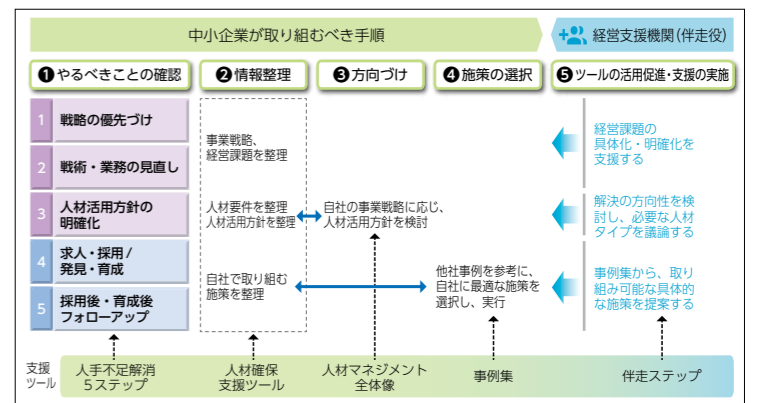 中小企業が取り組むべき手順
経営支援機関(伴走役)
❶やるべきことの確認
❷情報整理
❸方向づけ
❹施策の選択
❺ツールの活用促進・支援の実施
1 戦略の優先づけ
2 戦術・業務の見直し
3 人材活用方針の
明確化
4 求人・採用/
発見・育成
5 採用後・育成後
フォローアップ
事業戦略、
経営課題を整理
人材要件を整理
人材活用方針を整理
自社で取り組む
施策を整理
自社の事業戦略に応じ、
人材活用方針を検討
他社事例を参考に、
自社に最適な施策を
選択し、実行
経営課題の
具体化・明確化を
支援する
解決の方向性を検
討し、必要な人材
タイプを議論する
事例集から、取り
組み可能な具体的
な施策を提案する
支援
ツール
人手不足解消
5ステップ
人材確保
支援ツール
人材マネジメント
全体像
事例集
伴走ステップ